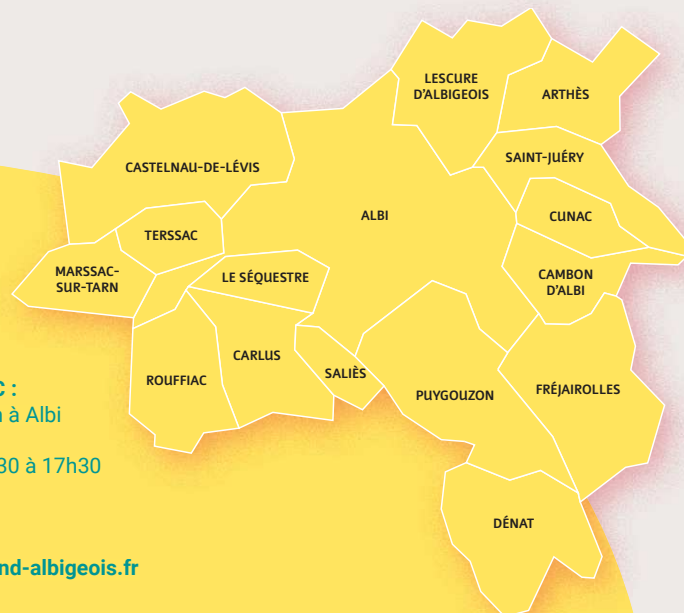 LESCURE
D'ALBIGEOIS
ARTHÈS
CASTELNAU-DE-LÉVIS
SAINT-JUÉRY
ALBI
CUNAC
TERSSAC
MARSSAC-
SUR-TARN
LE SÉQUESTRE
CAMBON
D'ALBI
CARLUS
ROUFFIAC
SALIÈS
PUYGOUZON
FRÉJAIROLLES
C :
à Albi
30 à 17h30
DÉNAT
nd-albigeois.fr